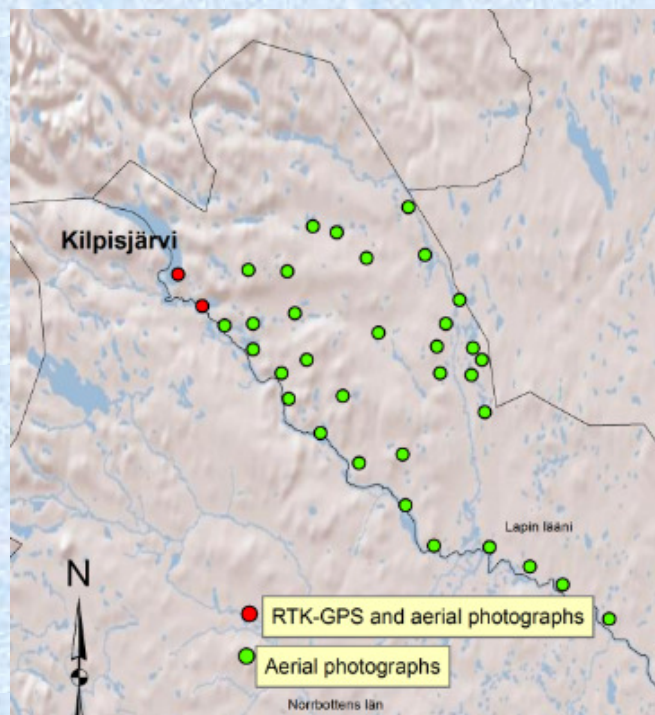 Kilpisjärvi
Lapin lääni
N
RTK-GPS and aerial photographs
Aerial photographs
Norrbottens län